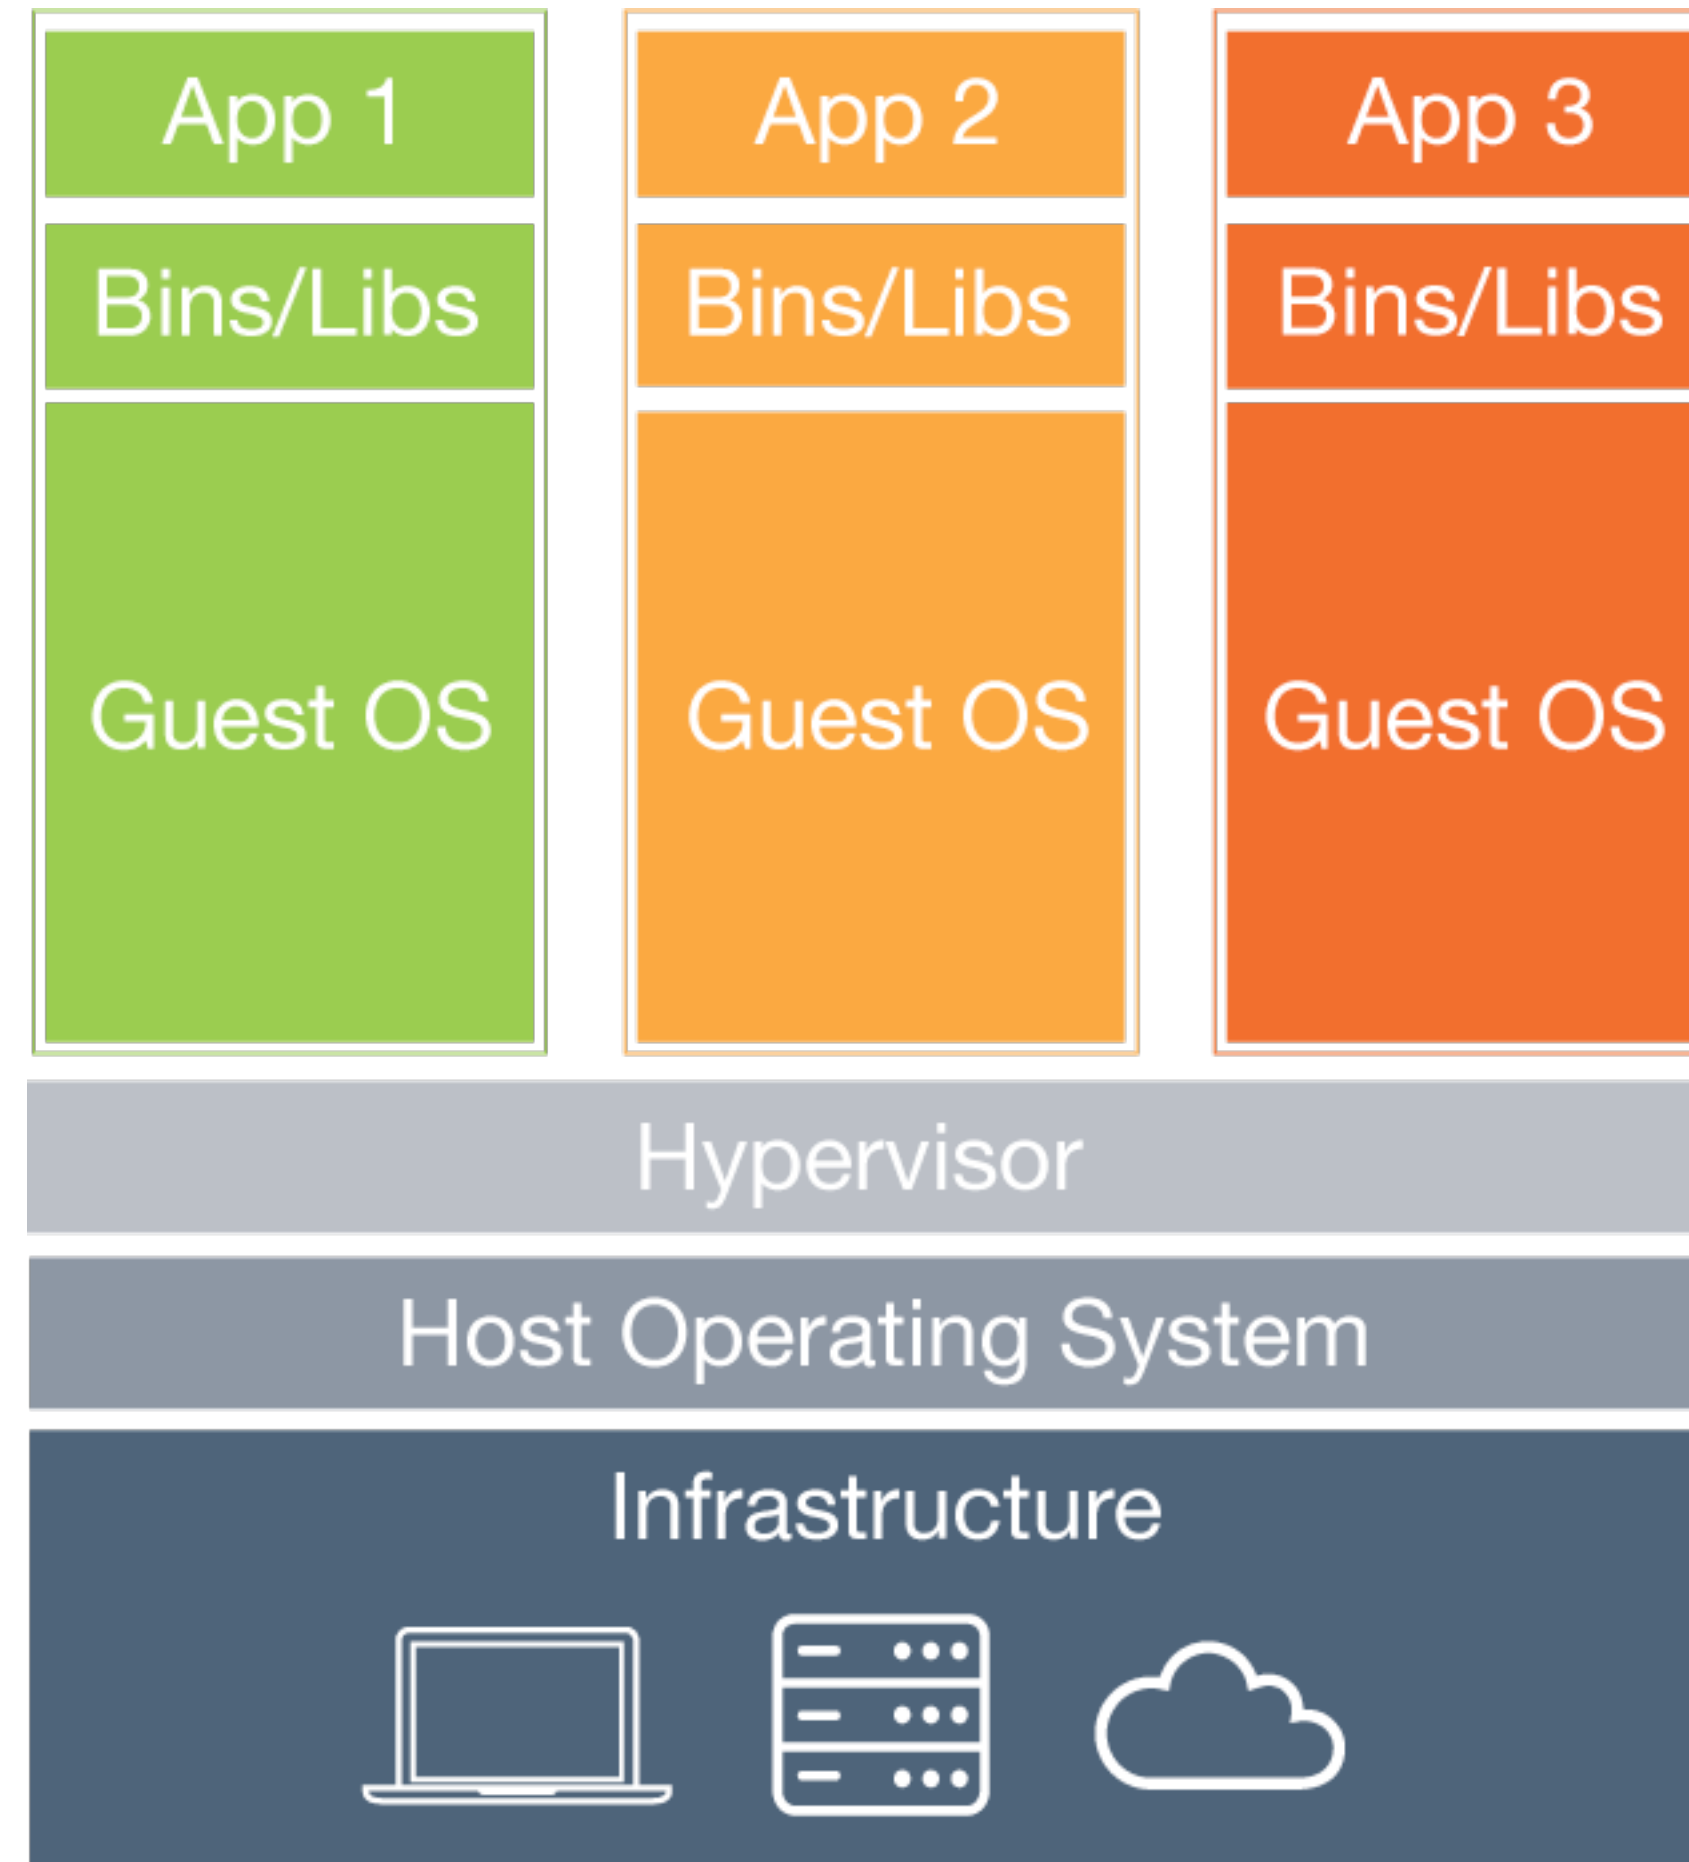 App 1
App 2
App 3
Bins/Libs
Bins/Libs
Bins/Libs
Guest OS
Guest OS
Guest OS
Hypervisor
Host Operating System
Infrastructure